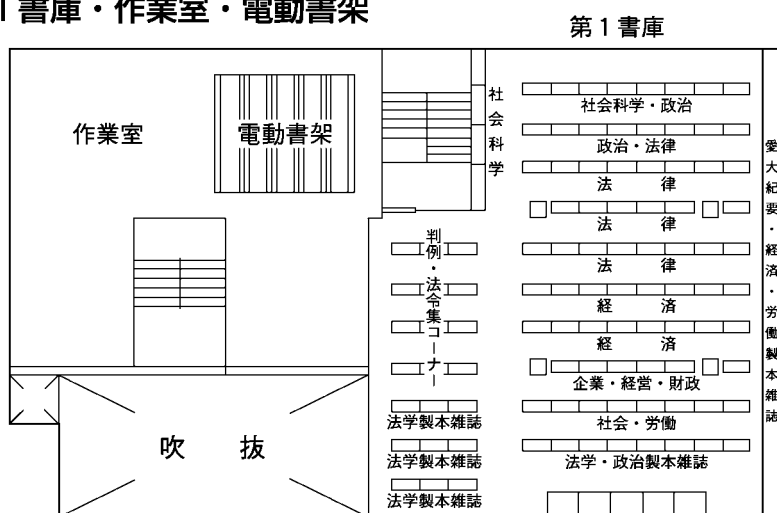 1書庫・作業室・電動書架
第1書庫
作業室
電動書架
社会科学
社会科学・政治
政治・法律
法律
法律
法律
経済
経済
企業・経営・財政
社会・労働
法学・政治製本雑誌
判例・法令集コーナー
法学製本雑誌
法学製本雑誌
法学製本雑誌
吹抜
愛大紀要・経済・労働製本雑誌